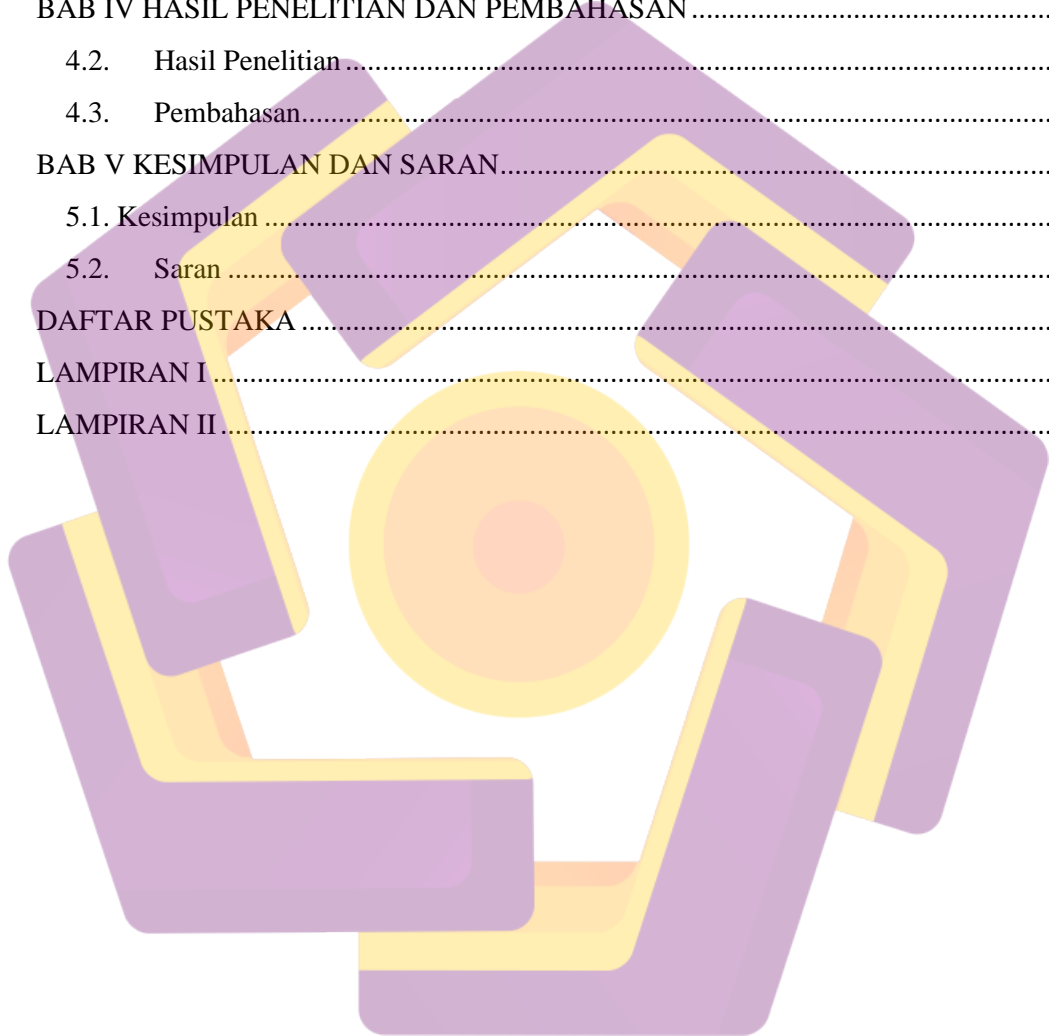 BAB IV HASIL PENELITIAN DAN PEMBAHASAN ................................................
4.2. Hasil Penelitian ................................................
4.3. Pembahasan................................................
BAB V KESIMPULAN DAN SARAN................................................
5.1. Kesimpulan ................................................
5.2. Saran ................................................
DAFTAR PUSTAKA ................................................
LAMPIRAN I ................................................
LAMPIRAN II ................................................